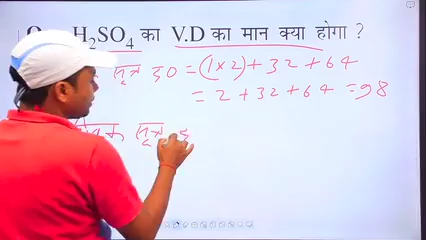 H₂SO₄ का V.D का मान क्या होगा ?
सूत्र 30 = (1×2)+32+64
= 2+32+64 =98
सूत्र